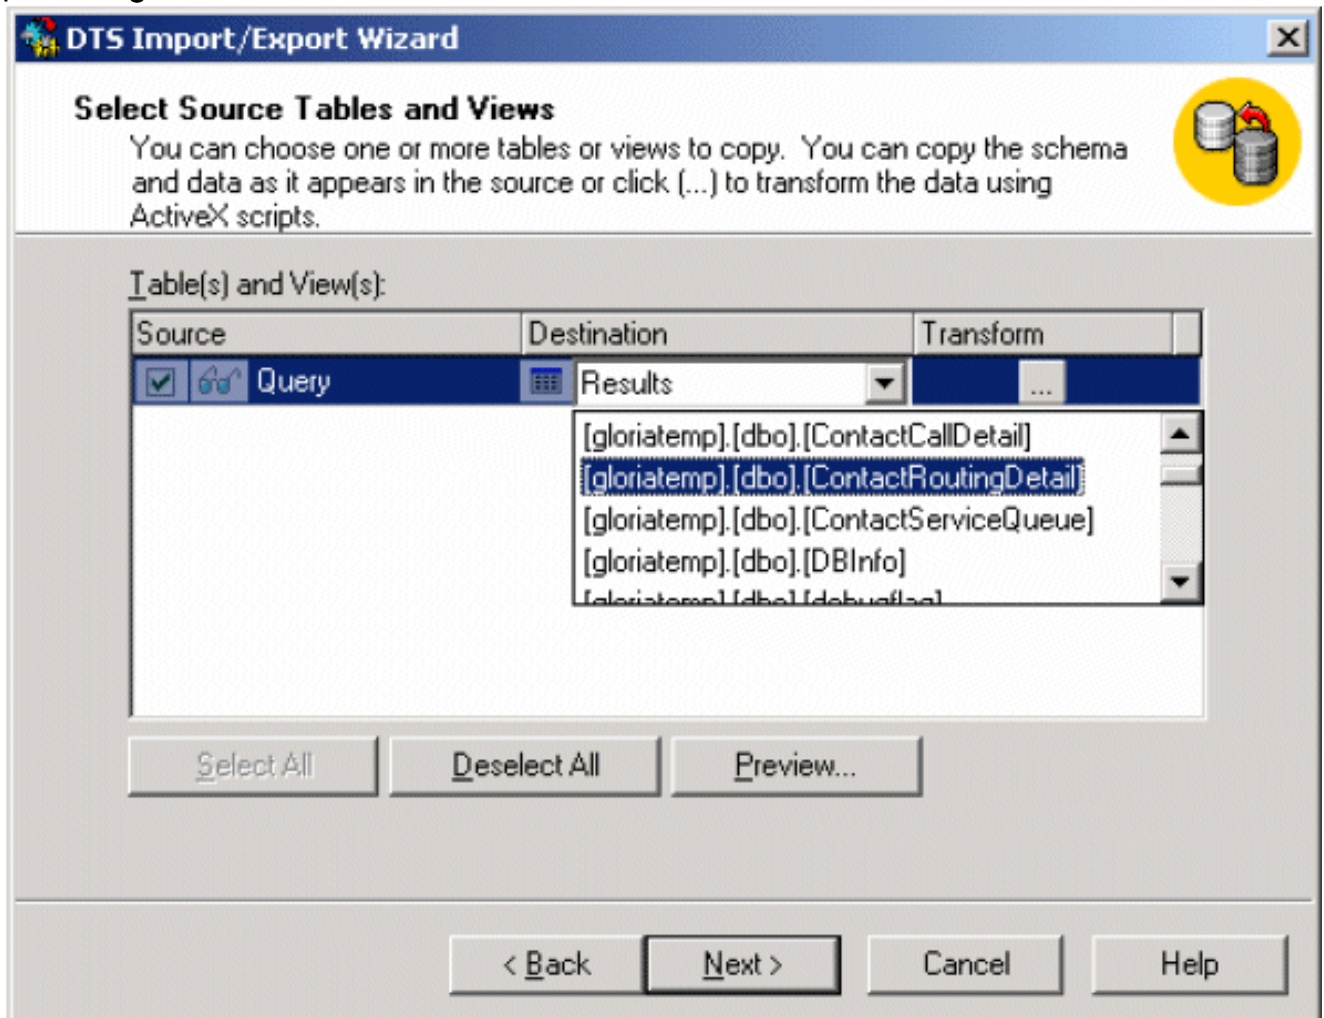 DTS Import/Export Wizard
Select Source Tables and Views
You can choose one or more tables or views to copy. You can copy the schema
and data as it appears in the source or click (...) to transform the data using
ActiveX scripts.
Table(s) and View(s):
Source Destination Transform
Query Results ...
[gloriatemp].[dbo].[ContactCallDetail]
[gloriatemp].[dbo].[ContactRoutingDetail]
[gloriatemp].[dbo].[ContactServiceQueue]
[gloriatemp].[dbo].[DBInfo]
[gloriatemp].[dbo].[debugflag]
Select All Deselect All Preview...
< Back Next > Cancel Help